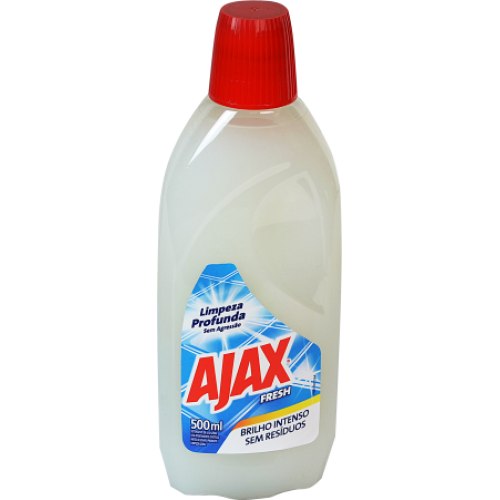 Limpeza
Profunda
Sem Agressão
AJAX
FRESH
500ml
BRILHO INTENSO
SEM RESÍDUOS